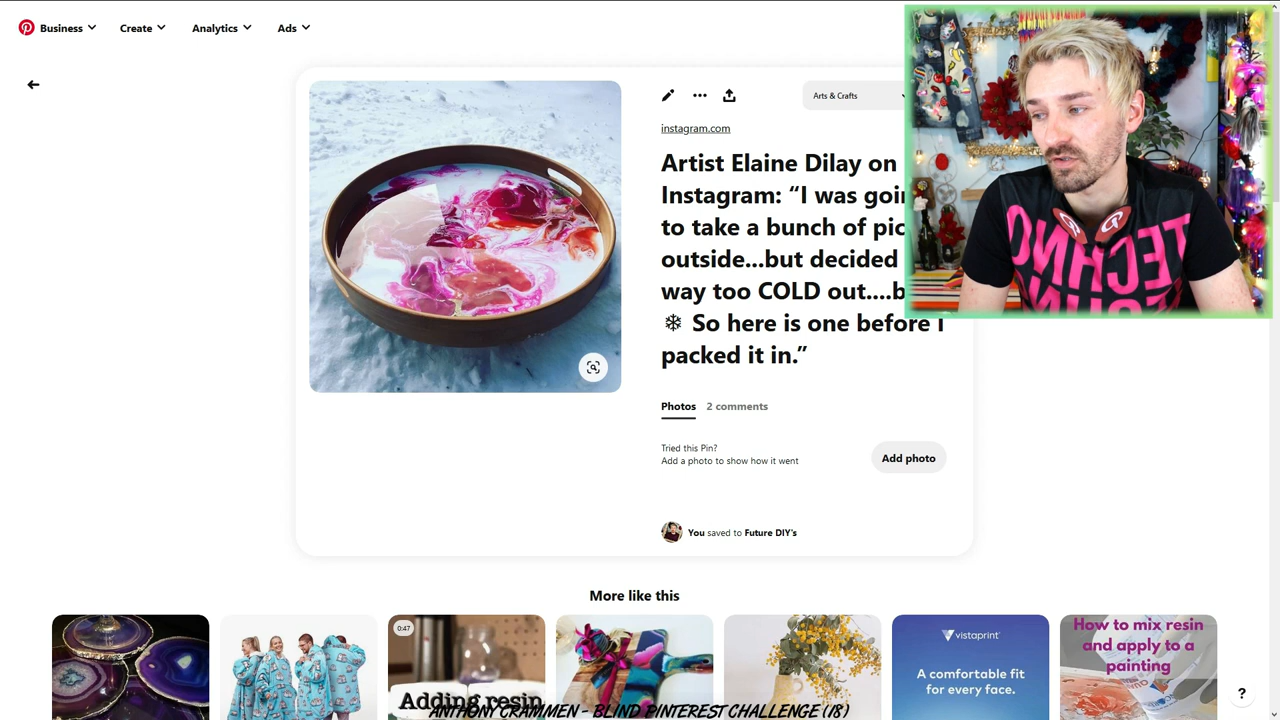 Business
Create
Analytics
Ads
Arts & Crafts
instagram.com
Artist Elaine Dilay on
Instagram: “I was
to take a bunch of
outside...but decided
way too COLD out....
❄ So here is one before I
packed it in.”
Photos
2 comments
Tried this Pin?
Add a photo to show how it went
Add photo
You saved to Future DIY's
More like this
0:47
Adding resin
vistaprint
A comfortable fit
for every face.
How to mix resin
and apply to a
painting
?
ANTHONY CRAMMEN - BLIND PINTEREST CHALLENGE (18)
TECHNO